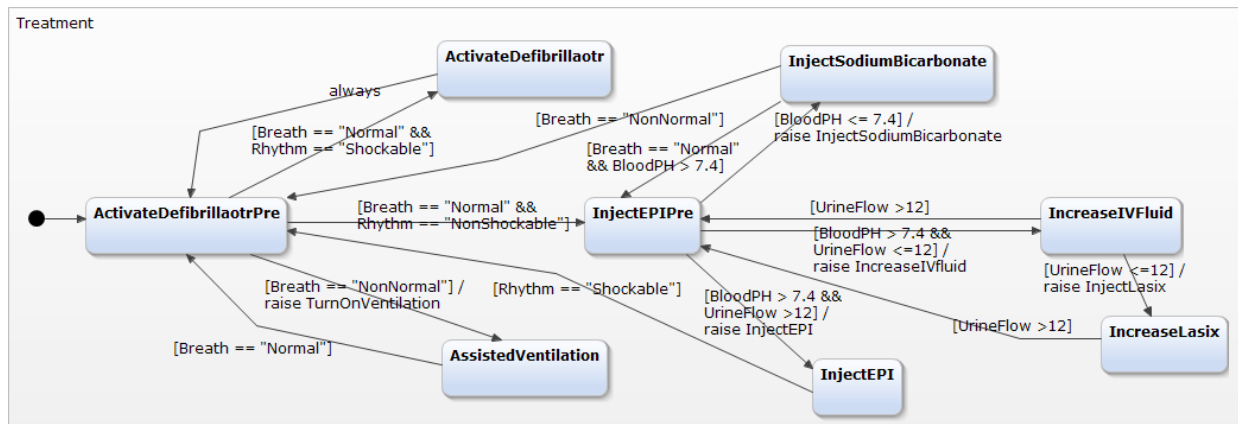 Treatment
ActivateDefibrillaotr
InjectSodiumBicarbonate
always
[Breath == "Normal" &&
Rhythm == "Shockable"]
[Breath == "NonNormal"]
[BloodPH <= 7.4] /
raise InjectSodiumBicarbonate
[Breath == "Normal"
&& BloodPH > 7.4]
ActivateDefibrillaotrPre
[Breath == "Normal" &&
Rhythm == "NonShockable]
InjectEPIPre
[UrineFlow >12]
IncreaseIVFluid
[BloodPH > 7.4 &&
UrineFlow <=12] /
raise IncreaseIVfluid
[UrineFlow <=12] /
raise InjectLasix
[Breath == "NonNormal"] /
raise TurnOnVentilation
[Rhythm == "Shockable"]
[BloodPH > 7.4 &&
UrineFlow >12] /
raise InjectEPI
[UrineFlow >12]
IncreaseLasix
[Breath == "Normal"]
AssistedVentilation
InjectEPI